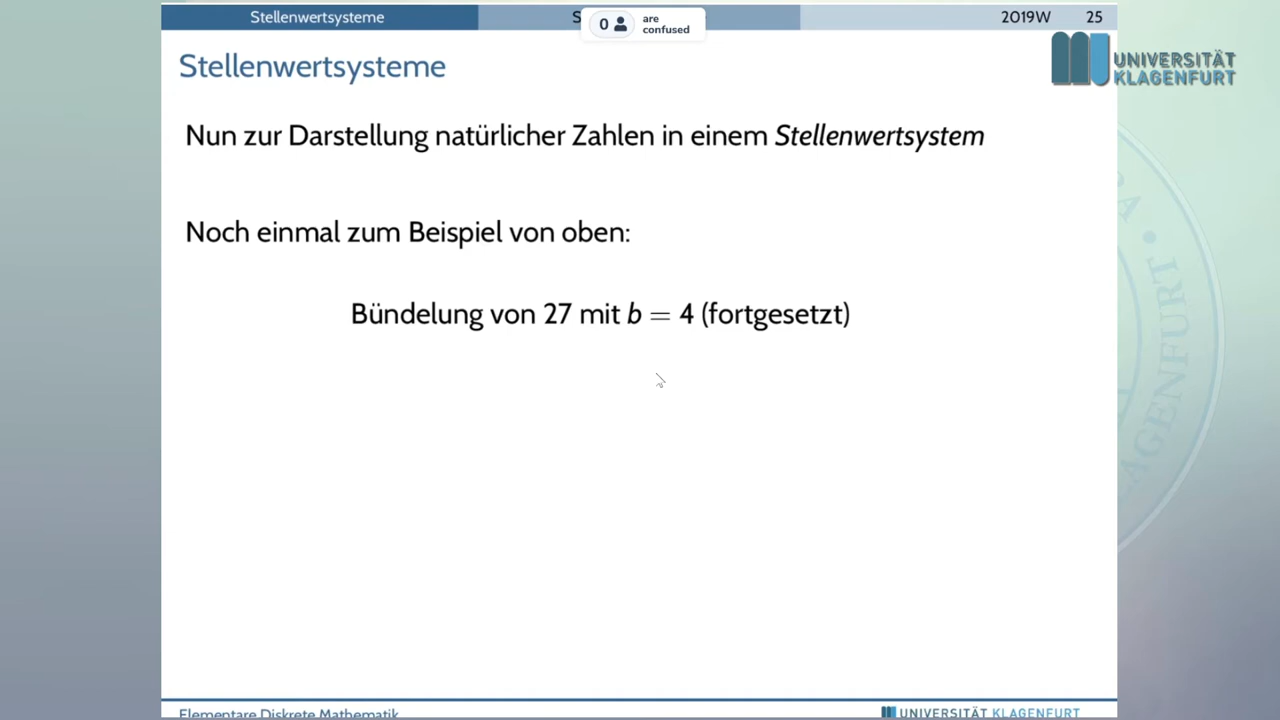 Stellenwertsysteme
2019W 25
0 are confused
UNIVERSITÄT
KLAGENFURT
Stellenwertsysteme
Nun zur Darstellung natürlicher Zahlen in einem Stellenwertsystem
Noch einmal zum Beispiel von oben:
Bündelung von 27 mit b = 4 (fortgesetzt)
Elementare Diskrete Mathematik
UNIVERSITÄT KLAGENFURT
KLAGENFURT